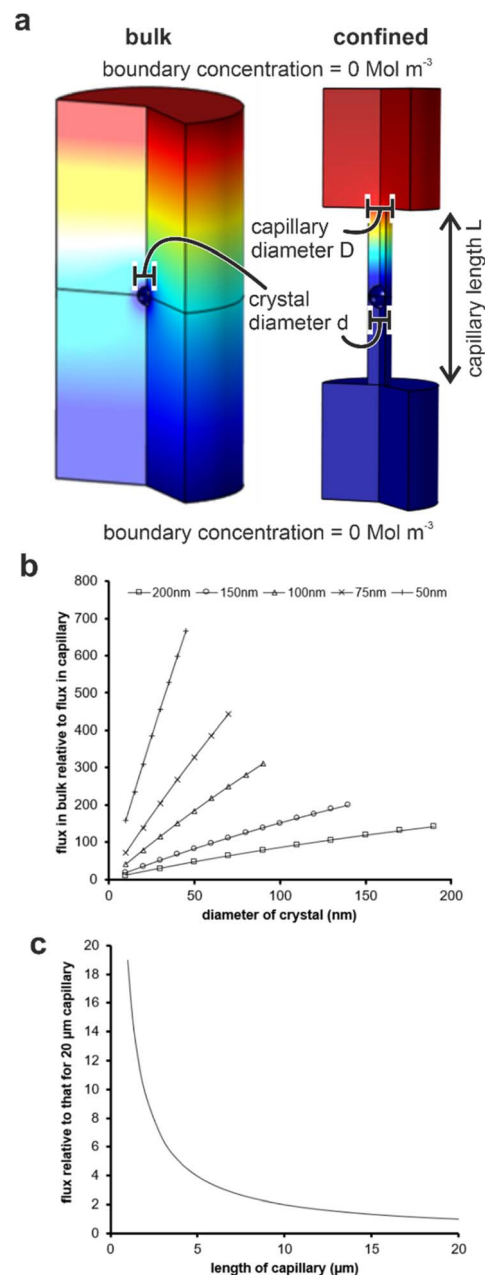 a
bulk
confined
boundary concentration = 0 Mol m⁻³
capillary
diameter D
crystal
diameter d
capillary length L
boundary concentration = 0 Mol m⁻³
b
800
700
600
500
400
300
200
100
0
200nm 150nm 100nm 75nm 50nm
flux in bulk relative to flux in capillary
0 50 100 150 200
diameter of crystal (nm)
c
20
18
16
14
12
10
8
6
4
2
0
flux relative to that for 20 µm capillary
0 5 10 15 20
length of capillary (µm)